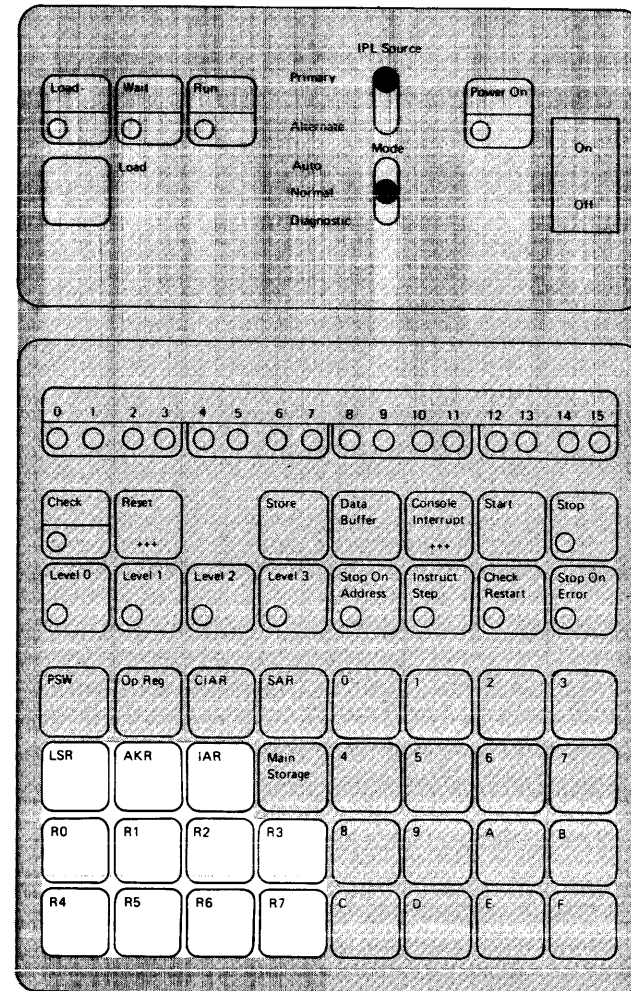 IPL Source
Load Wait Run Primary Power On
Alternate
Mode
On
Load Auto
Normal
Off
Diagnostic
0 1 2 3 4 5 6 7 8 9 10 11 12 13 14 15
Check Reset Store Data Buffer Console Interrupt Start Stop
+++ +++
Level 0 Level 1 Level 2 Level 3 Stop On Address Instruct Step Check Restart Stop On Error
PSW Op Reg CIAR SAR 0 1 2 3
LSR AKR IAR Main Storage 4 5 6 7
R0 R1 R2 R3 8 9 A B
R4 R5 R6 R7 C D E F